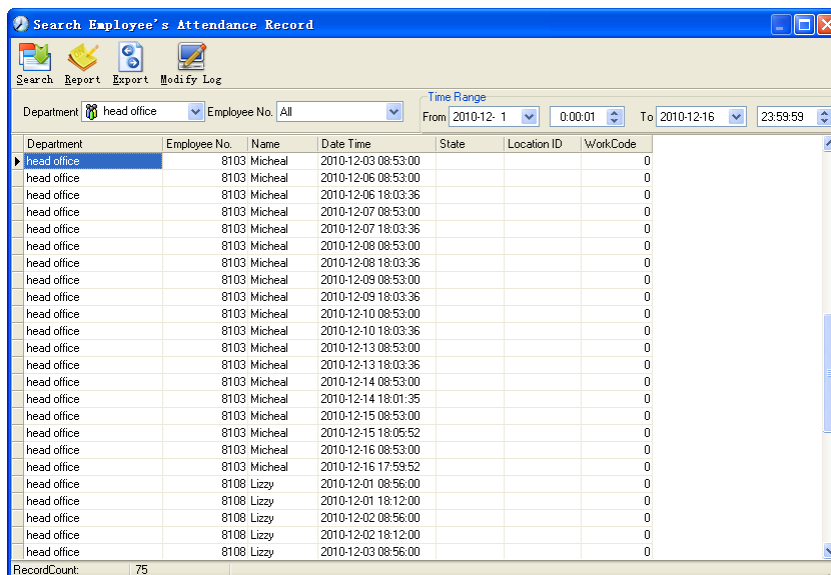 Search Employee's Attendance Record
Search Report Export Modify Log
Time Range
Department head office Employee No. All From 2010-12- 1 0:00:01 To 2010-12-16 23:59:59
Department Employee No. Name Date Time State Location ID WorkCode
head office 8103 Micheal 2010-12-03 08:53:00 0
head office 8103 Micheal 2010-12-06 08:53:00 0
head office 8103 Micheal 2010-12-06 18:03:36 0
head office 8103 Micheal 2010-12-07 08:53:00 0
head office 8103 Micheal 2010-12-07 18:03:36 0
head office 8103 Micheal 2010-12-08 08:53:00 0
head office 8103 Micheal 2010-12-08 18:03:36 0
head office 8103 Micheal 2010-12-09 08:53:00 0
head office 8103 Micheal 2010-12-09 18:03:36 0
head office 8103 Micheal 2010-12-10 08:53:00 0
head office 8103 Micheal 2010-12-10 18:03:36 0
head office 8103 Micheal 2010-12-13 08:53:00 0
head office 8103 Micheal 2010-12-13 18:03:36 0
head office 8103 Micheal 2010-12-14 08:53:00 0
head office 8103 Micheal 2010-12-14 18:01:35 0
head office 8103 Micheal 2010-12-15 08:53:00 0
head office 8103 Micheal 2010-12-15 18:05:52 0
head office 8103 Micheal 2010-12-16 08:53:00 0
head office 8103 Micheal 2010-12-16 17:59:52 0
head office 8108 Lizzy 2010-12-01 08:56:00 0
head office 8108 Lizzy 2010-12-01 18:12:00 0
head office 8108 Lizzy 2010-12-02 08:56:00 0
head office 8108 Lizzy 2010-12-02 18:12:00 0
head office 8108 Lizzy 2010-12-03 08:56:00 0
RecordCount: 75